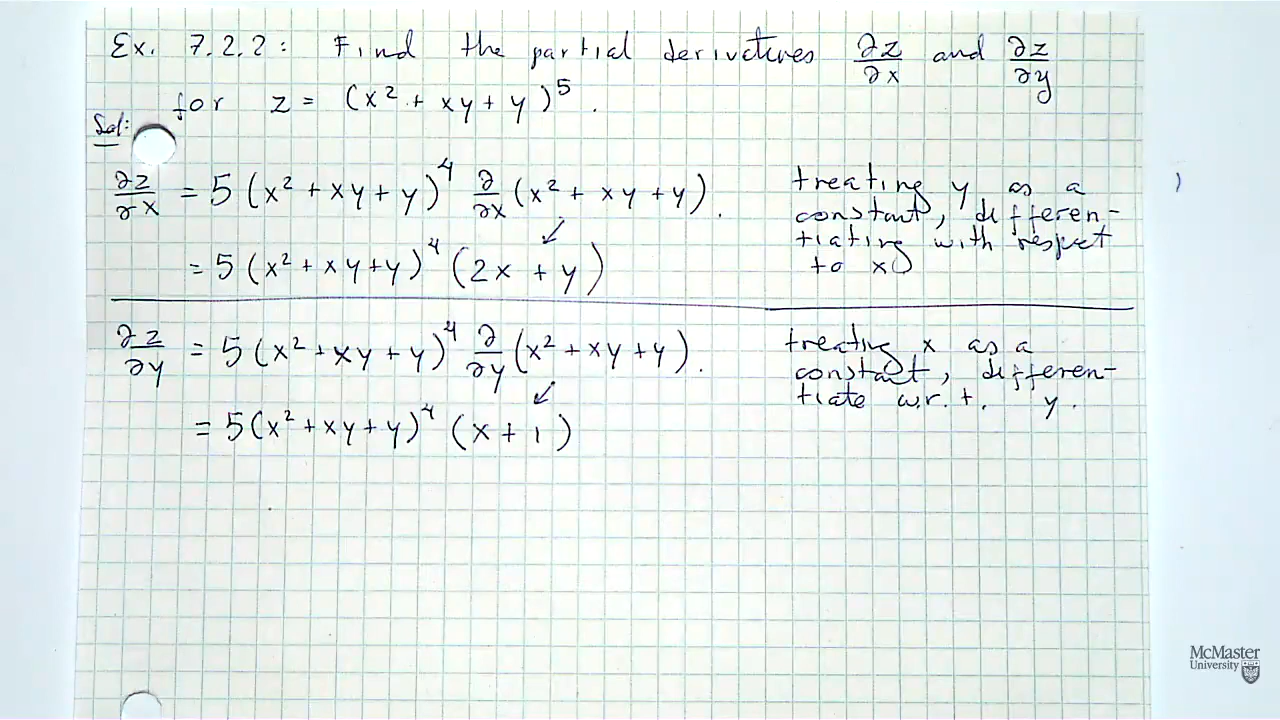 Ex. 7.2.2: Find the partial derivatives ∂z/∂x and ∂z/∂y
for z = (x² + xy + y)⁵.
Sol:
∂z/∂x = 5(x² + xy + y)⁴ ∂/∂x (x² + xy + y).
treating y as a
constant, differen-
tiating with respect
to x
= 5(x² + xy + y)⁴ (2x + y)
∂z/∂y = 5(x² + xy + y)⁴ ∂/∂y (x² + xy + y).
treating x as a
constant, differen-
tiate w.r.t. y.
= 5(x² + xy + y)⁴ (x + 1)
McMaster
University